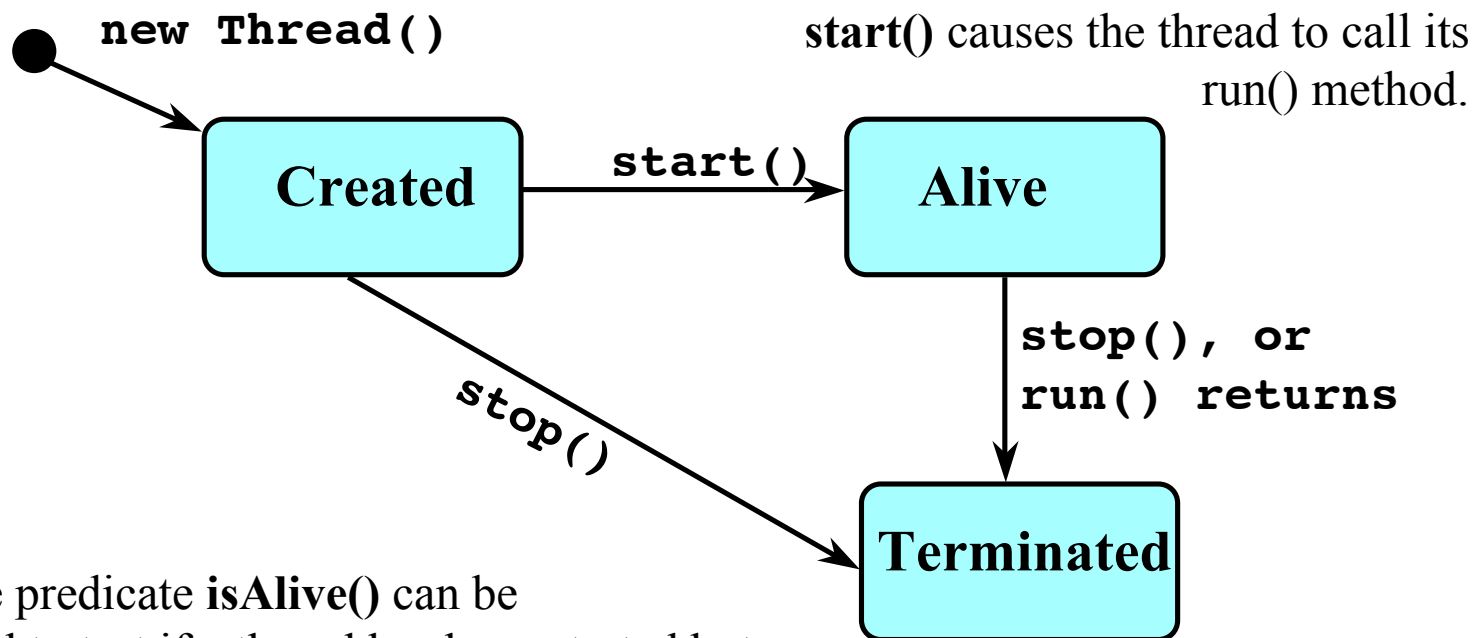 new Thread()
start() causes the thread to call its
run() method.
Created
start()
Alive
stop(), or
run() returns
stop()
Terminated
predicate isAlive() can be